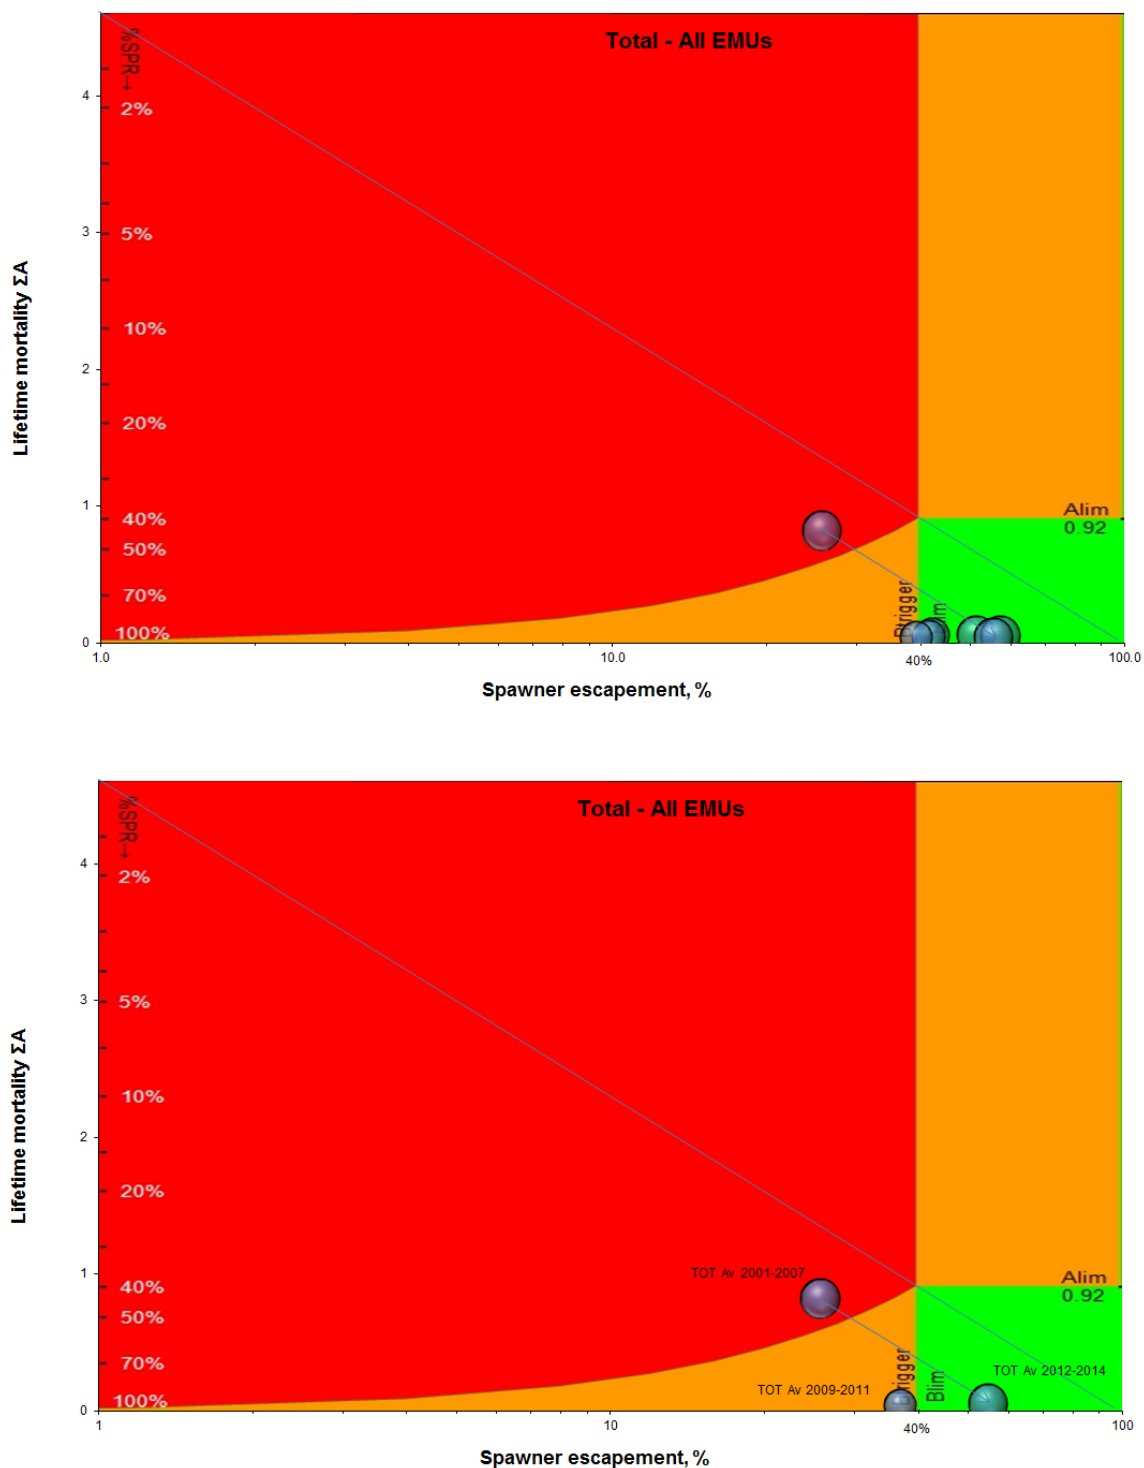 Total - All EMUs
%SPR→
4
2%
3
5%
Lifetime mortality ΣA
10%
2
20%
1
40%
Alim
0.92
50%
70%
Btrigger
100%
0
1.0
10.0
40%
100.0
Spawner escapement, %
Total - All EMUs
%SPR→
4
2%
3
5%
Lifetime mortality ΣA
10%
2
20%
1
TOT Av 2001-2007
40%
Alim
0.92
50%
70%
TOT Av 2012-2014
Blim
TOT Av 2009-2011
100%
0
1
10
40%
100
Spawner escapement, %